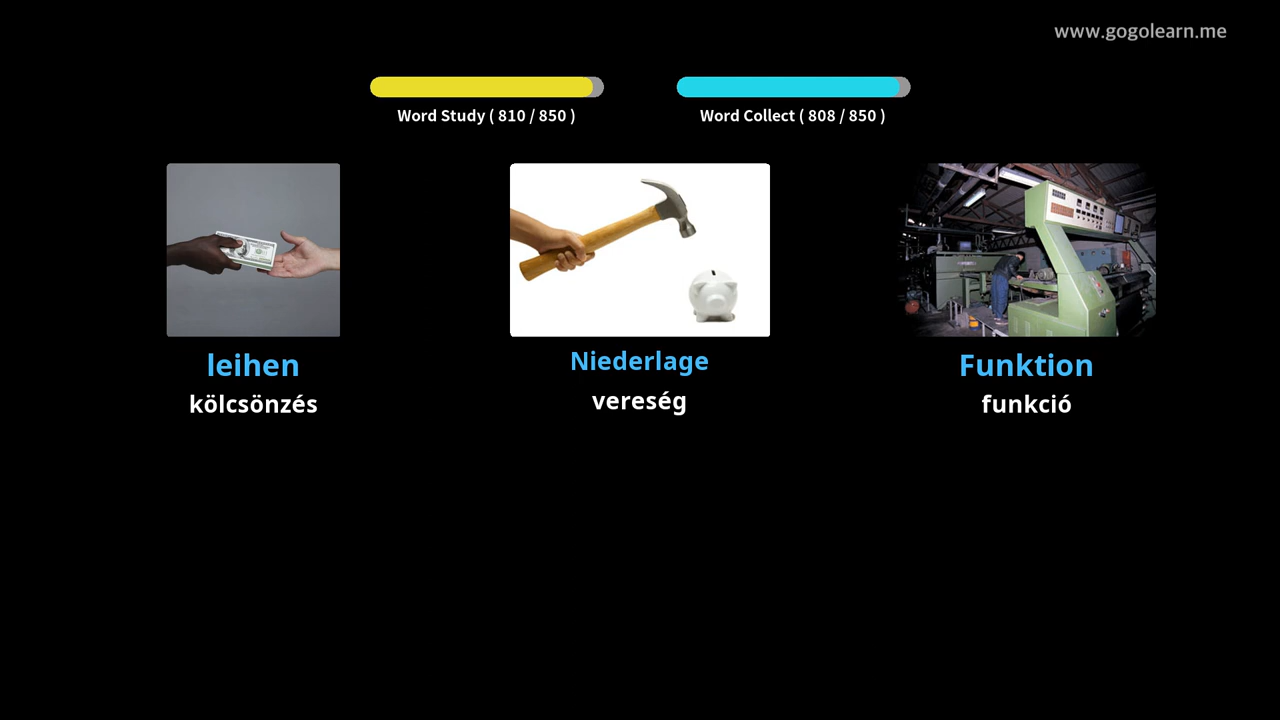 www.gogolearn.me
Word Study ( 810 / 850 )
Word Collect ( 808 / 850 )
leihen
kölcsönzés
Niederlage
vereség
Funktion
funkció